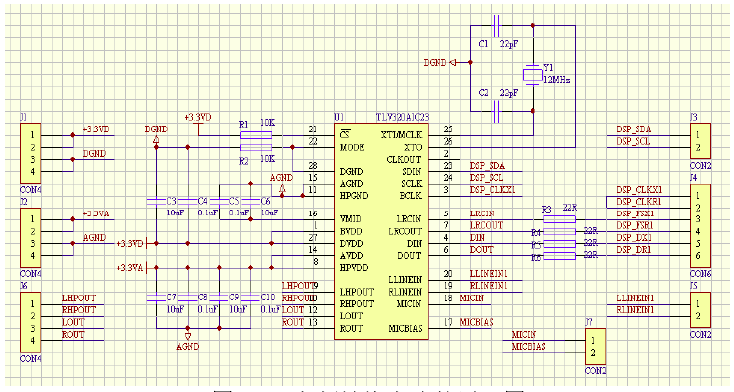 C1 22pF
DGND
Y1
12MHz
C2 22pF
J1
1
2
3
4
CON4
+3.3VD
DGND
DGND
+3.3VD
R1 10K
R2 10K
AGND
U1 TLV320AIC23
21 CS XTI/MCLK 25
22 MODE XTO 26
CLKOUT 2
28 DGND SDIN 23 DSP_SDA
15 AGND SCLK 24 DSP_SCL
11 HPGND BCLK 3 DSP_CLKX1
16 VMID LRCIN 5 LRCIN
1 BVDD LRCOUT 7 LRDOUT
27 DVDD DIN 4 DIN
14 AVDD DOUT 6 DOUT
8 HPVDD
LLINEIN 20 LLINEIN1
LHPOUT 9 LHPOUT RLINEIN 19 RLINEIN1
RHPOUT 10 RHPOUT MICIN 18 MICIN
LOUT 12 LOUT
ROUT 13 ROUT MICBIAS 17 MICBIAS
C3 C4 C5 C6
10uF 0.1uF 0.1uF 10uF
+3.3VD
+3.3VA
C7 C8 C9 C10
10uF 0.1uF 10uF 0.1uF
AGND
J2
1
2
3
4
CON4
+3.3VA
AGND
J6
LHPOUT 1
RHPOUT 2
LOUT 3
ROUT 4
CON4
R3 22R
R4 22R
R5 22R
R6 22R
J3
DSP_SDA 1
DSP_SCL 2
CON2
J4
DSP_CLKX1 1
DSP_CLKR1 2
DSP_FSX1 3
DSP_FSR1 4
DSP_DX1 5
DSP_DR1 6
CON6
J5
LLINEIN1 1
RLINEIN1 2
CON2
J7
MICIN 1
MICBIAS 2
CON2